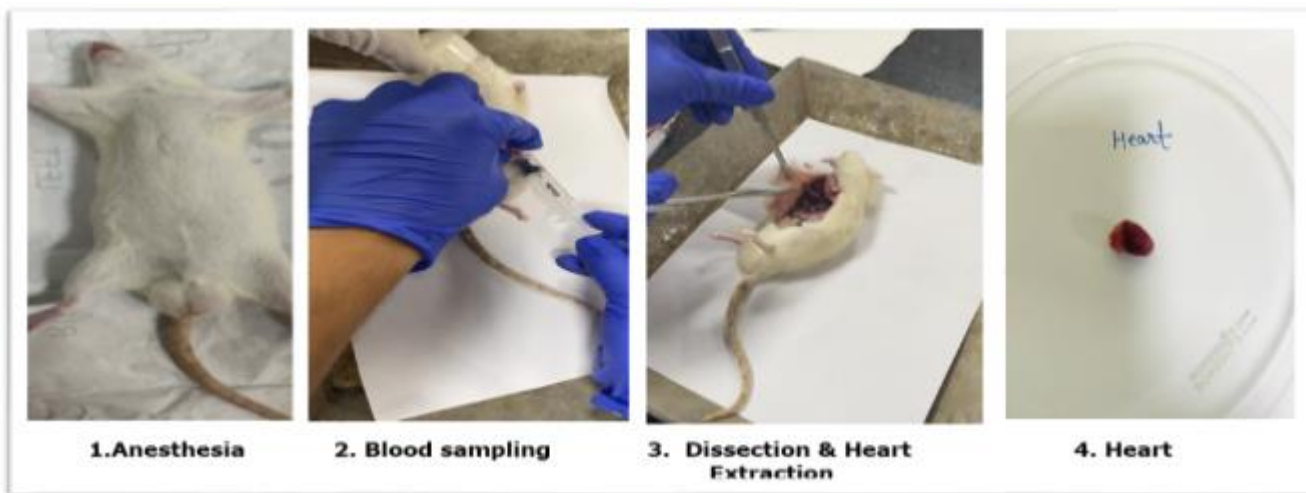 Heart
1.Anesthesia
2. Blood sampling
3. Dissection & Heart
Extraction
4. Heart